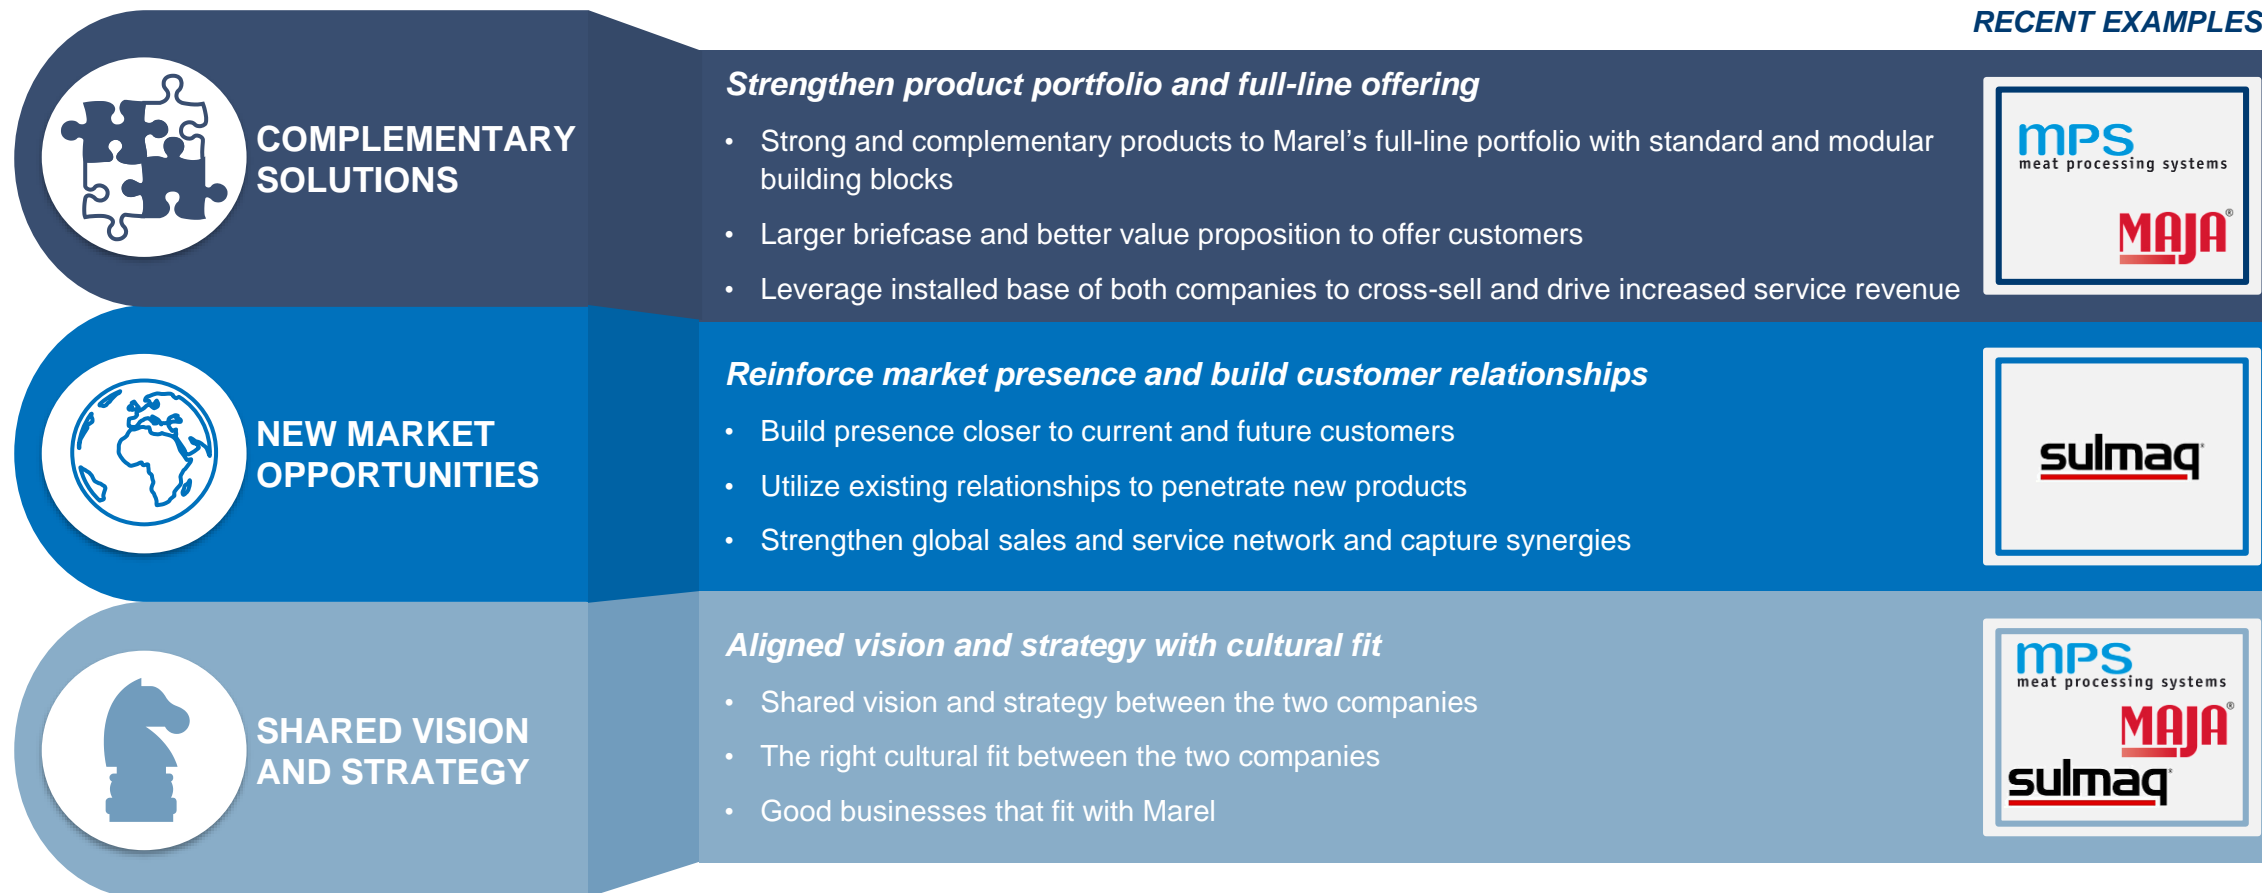 RECENT EXAMPLES
COMPLEMENTARY
SOLUTIONS
Strengthen product portfolio and full-line offering
• Strong and complementary products to Marel’s full-line portfolio with standard and modular
building blocks
• Larger briefcase and better value proposition to offer customers
• Leverage installed base of both companies to cross-sell and drive increased service revenue
mps
meat processing systems
MAJA®
NEW MARKET
OPPORTUNITIES
Reinforce market presence and build customer relationships
• Build presence closer to current and future customers
• Utilize existing relationships to penetrate new products
• Strengthen global sales and service network and capture synergies
sulmaq
SHARED VISION
AND STRATEGY
Aligned vision and strategy with cultural fit
• Shared vision and strategy between the two companies
• The right cultural fit between the two companies
• Good businesses that fit with Marel
mps
meat processing systems
MAJA®
sulmaq